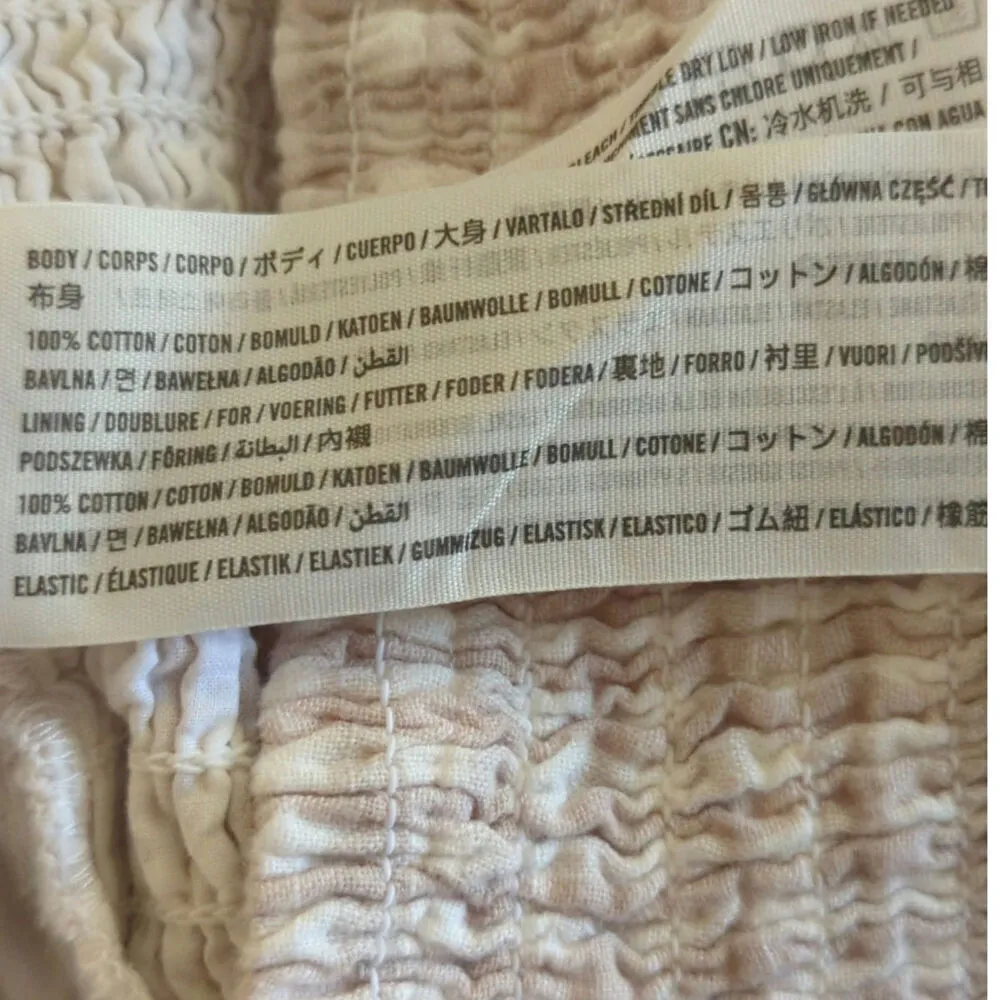 DRY LOW / LOW IRON IF NEEDED
SANS CHLORE UNIQUEMENT /
CN: 冷水机洗 / 可与相
CON AGUA
BODY / CORPS / CORPO / ボディ / CUERPO / 大身 / VARTALO / STŘEDNÍ DÍL / 몸통 / GŁÓWNA CZĘŚĆ /
布身
100% COTTON / COTON / BOMULD / KATOEN / BAUMWOLLE / BOMULL / COTONE / コットン / ALGODÓN / 棉
BAVLNA / 면 / BAWEŁNA / ALGODÃO / القطن
LINING / DOUBLURE / FOR / VOERING / FUTTER / FODER / FODERA / 裏地 / FORRO / 衬里 / VUORI / PODŠÍV
PODSZEWKA / FÔRING / البطانة / 內襯
100% COTTON / COTON / BOMULD / KATOEN / BAUMWOLLE / BOMULL / COTONE / コットン / ALGODÓN / 棉
BAVLNA / 면 / BAWEŁNA / ALGODÃO / القطن
ELASTIC / ÉLASTIQUE / ELASTIK / ELASTIEK / GUMMIZUG / ELASTISK / ELASTICO / ゴム紐 / ELÁSTICO / 橡筋